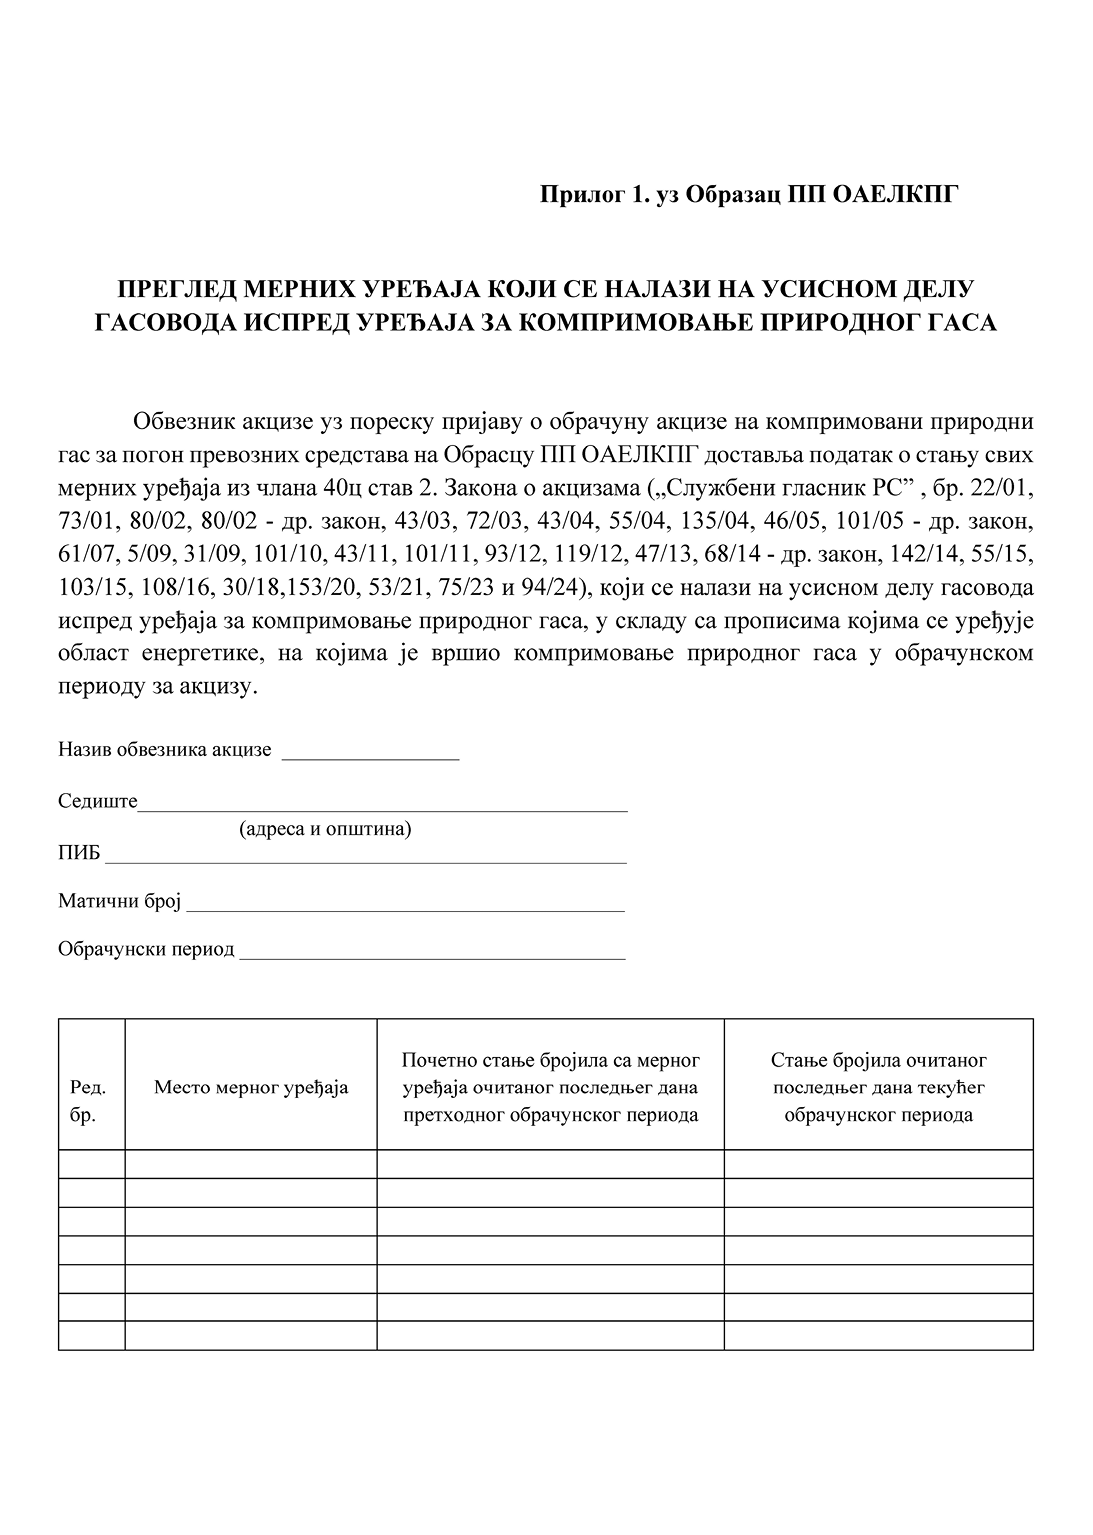 Прилог 1. уз Образац ПП ОАЕЛКПГ
ПРЕГЛЕД МЕРНИХ УРЕЂАЈА КОЈИ СЕ НАЛАЗИ НА УСИСНОМ ДЕЛУ
ГАСОВОДА ИСПРЕД УРЕЂАЈА ЗА КОМПРИМОВАЊЕ ПРИРОДНОГ ГАСА
Обвезник акцизе уз пореску пријаву о обрачуну акцизе на компримовани природни
гас за погон превозних средстава на Обрасцу ПП ОАЕЛКПГ доставља податак о стању свих
мерних уређаја из члана 40ц став 2. Закона о акцизама („Службени гласник РС” , бр. 22/01,
73/01, 80/02, 80/02 - др. закон, 43/03, 72/03, 43/04, 55/04, 135/04, 46/05, 101/05 - др. закон,
61/07, 5/09, 31/09, 101/10, 43/11, 101/11, 93/12, 119/12, 47/13, 68/14 - др. закон, 142/14, 55/15,
103/15, 108/16, 30/18,153/20, 53/21, 75/23 и 94/24), који се налази на усисном делу гасовода
испред уређаја за компримовање природног гаса, у складу са прописима којима се уређује
област енергетике, на којима је вршио компримовање природног гаса у обрачунском
периоду за акцизу.
Назив обвезника акцизе _________________
Седиште_______________________________________________
(адреса и општина)
ПИБ __________________________________________________
Матични број __________________________________________
Обрачунски период _____________________________________
Ред.
бр.
Место мерног уређаја
Почетно стање бројила са мерног
уређаја очитаног последњег дана
претходног обрачунског периода
Стање бројила очитаног
последњег дана текућег
обрачунског периода